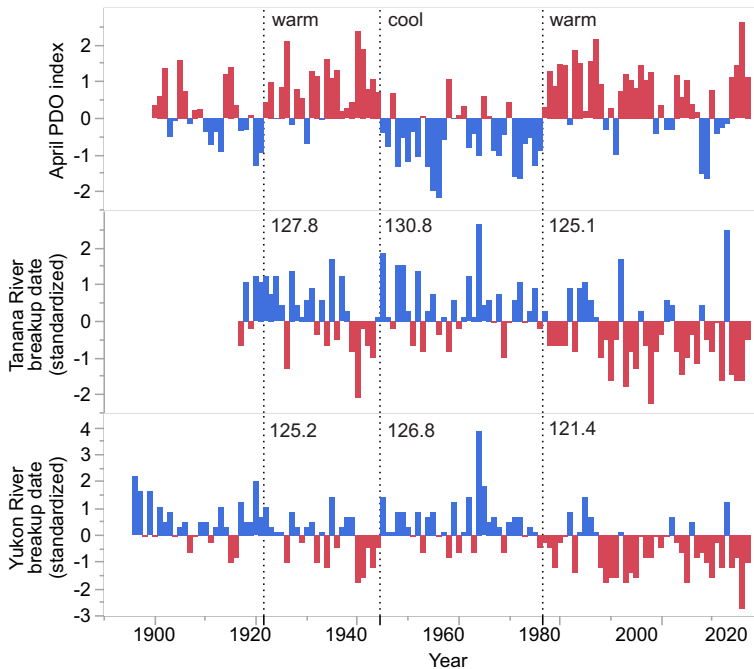 warm cool warm
April PDO index
2
1
0
-1
-2
127.8 130.8 125.1
Tanana River
breakup date
(standardized)
2
1
0
-1
-2
125.2 126.8 121.4
Yukon River
breakup date
(standardized)
4
3
2
1
0
-1
-2
-3
1900 1920 1940 1960 1980 2000 2020
Year